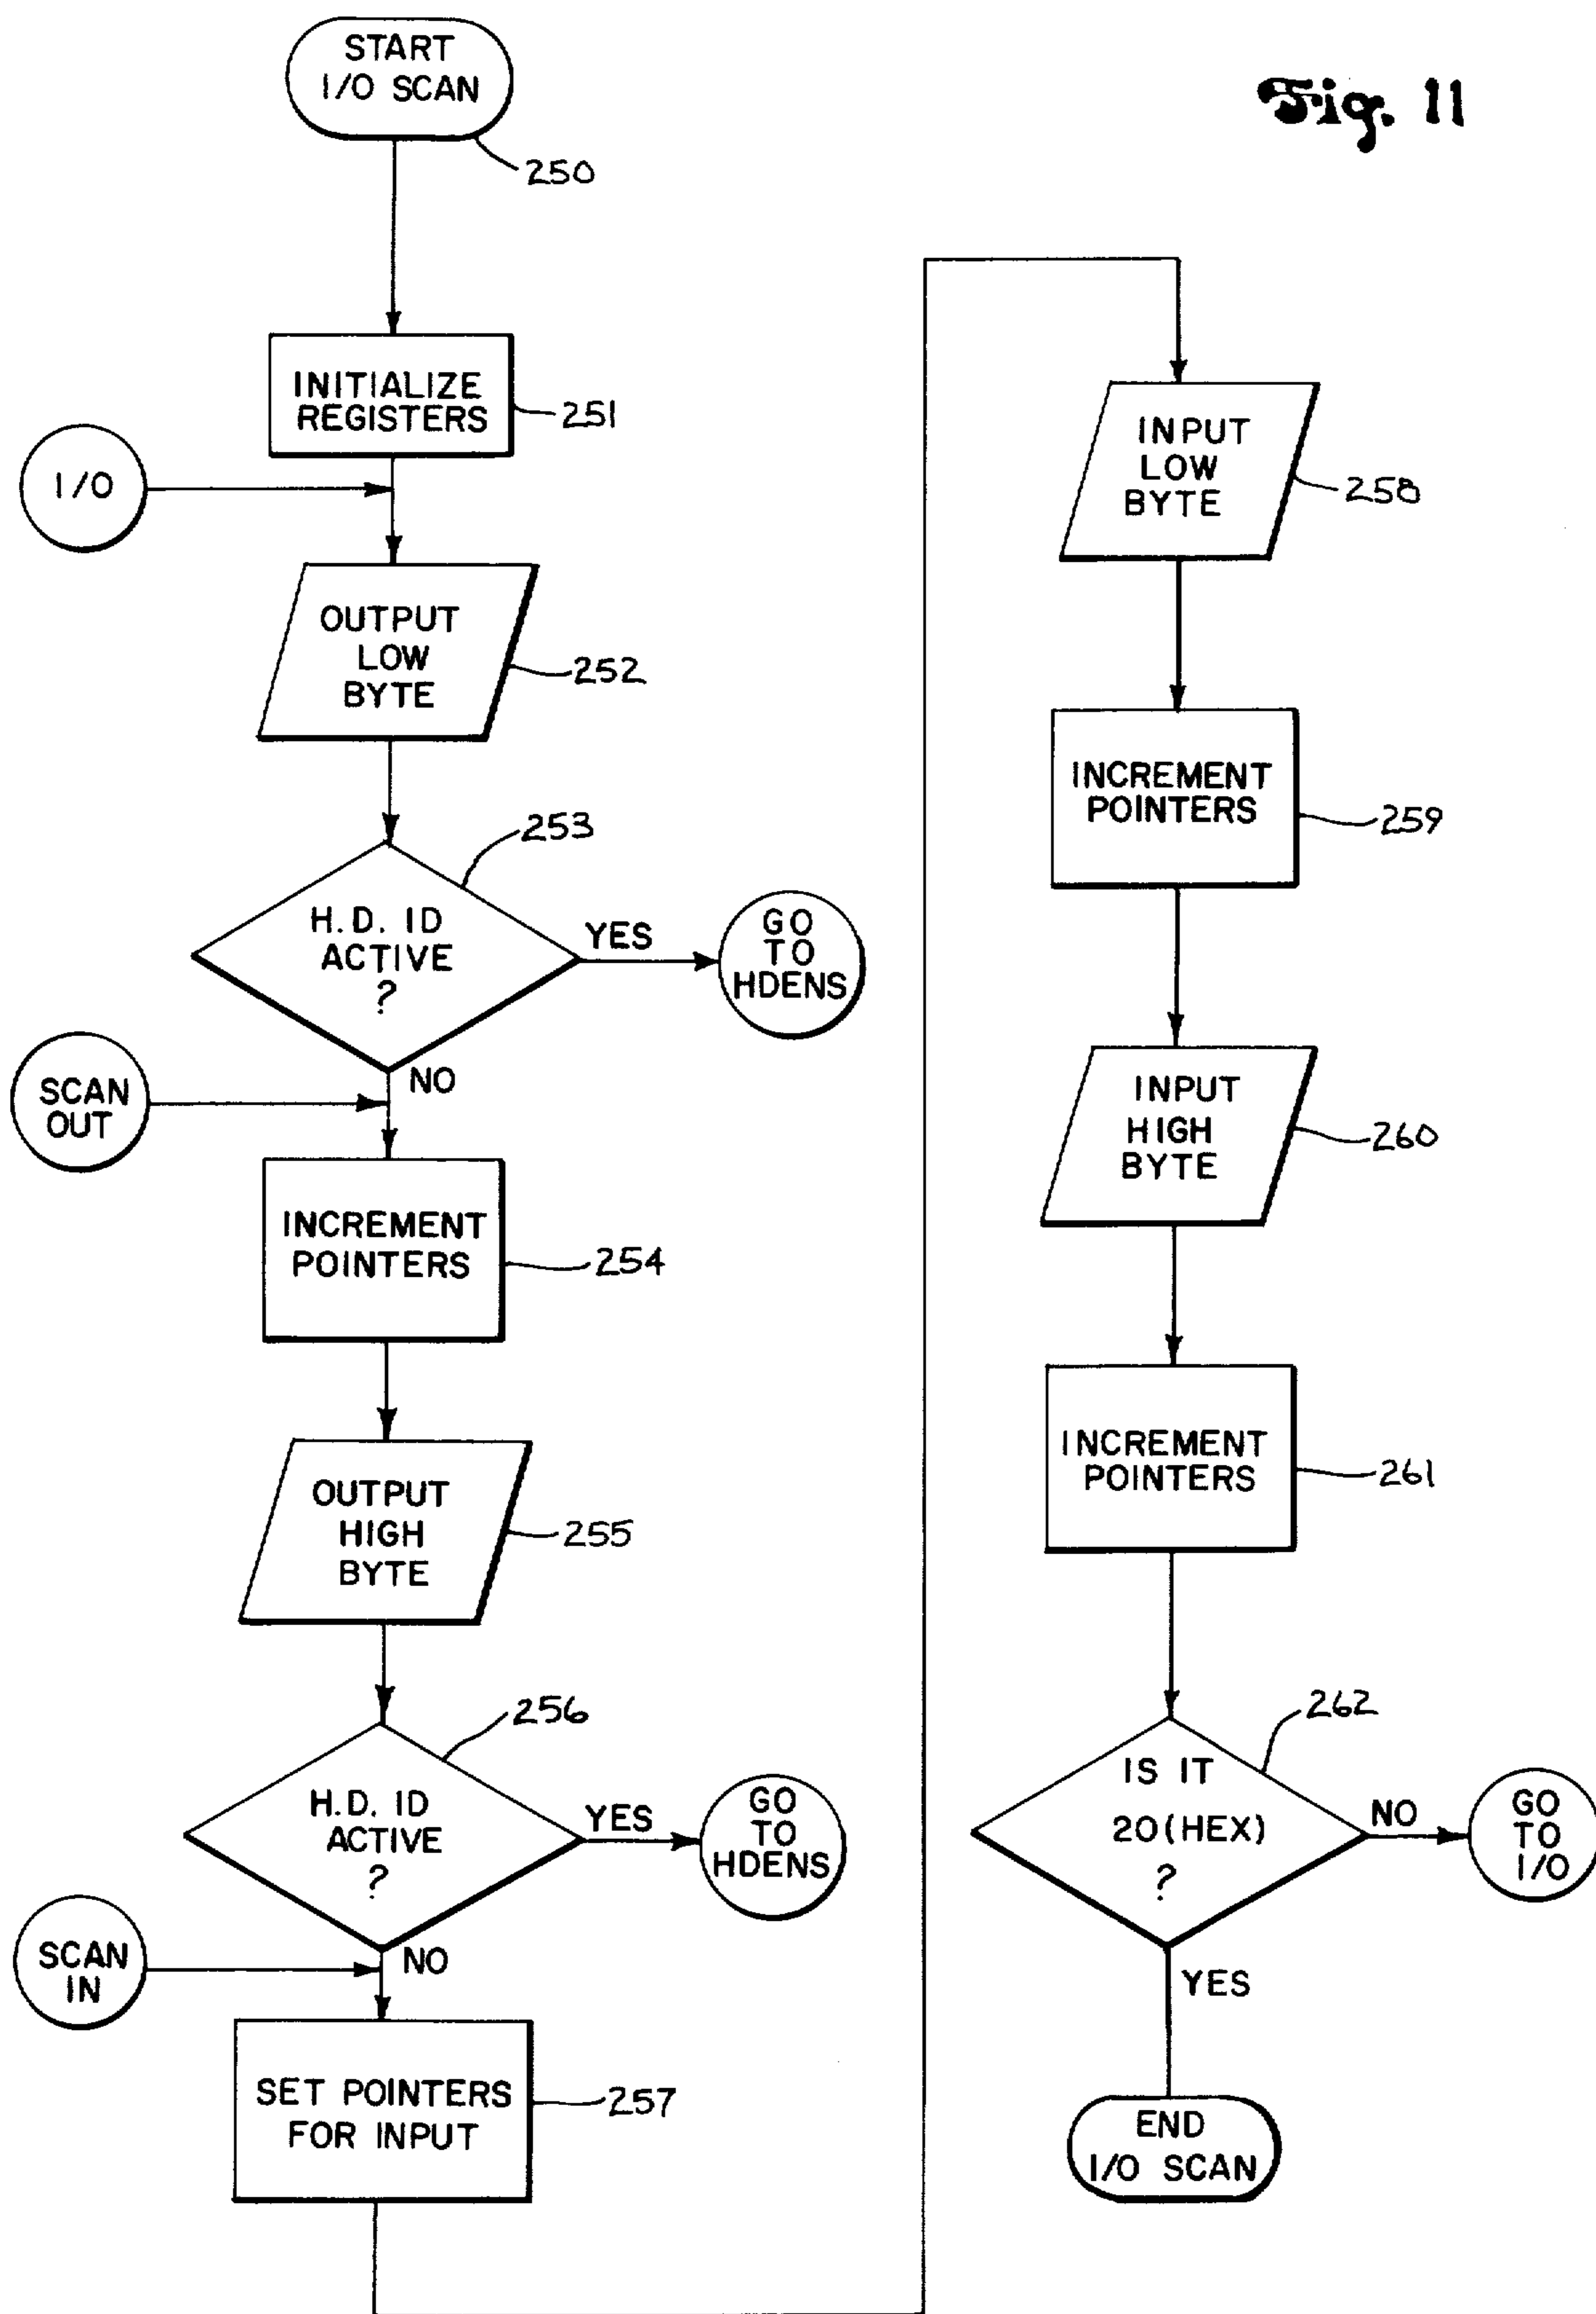 Fig. 11
START
I/O SCAN
250
INITIALIZE
REGISTERS
251
I/O
OUTPUT
LOW
BYTE
252
253
H.D. ID
ACTIVE
?
YES
GO
TO
HDENS
NO
SCAN
OUT
INCREMENT
POINTERS
254
OUTPUT
HIGH
BYTE
255
256
H.D. ID
ACTIVE
?
YES
GO
TO
HDENS
NO
SCAN
IN
SET POINTERS
FOR INPUT
257
INPUT
LOW
BYTE
258
INCREMENT
POINTERS
259
INPUT
HIGH
BYTE
260
INCREMENT
POINTERS
261
262
IS IT
20(HEX)
?
NO
GO
TO
I/O
YES
END
I/O SCAN